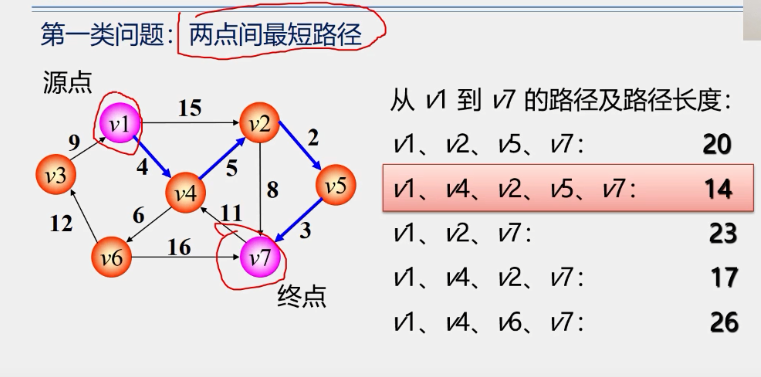 第一类问题：两点间最短路径
源点
从 v1 到 v7 的路径及路径长度：
v1、v2、v5、v7： 20
v1、v4、v2、v5、v7： 14
v1、v2、v7： 23
v1、v4、v2、v7： 17
v1、v4、v6、v7： 26
15
v1
v2
9
2
4
5
v3
v4
8
v5
12
6
11
3
v6
16
v7
终点